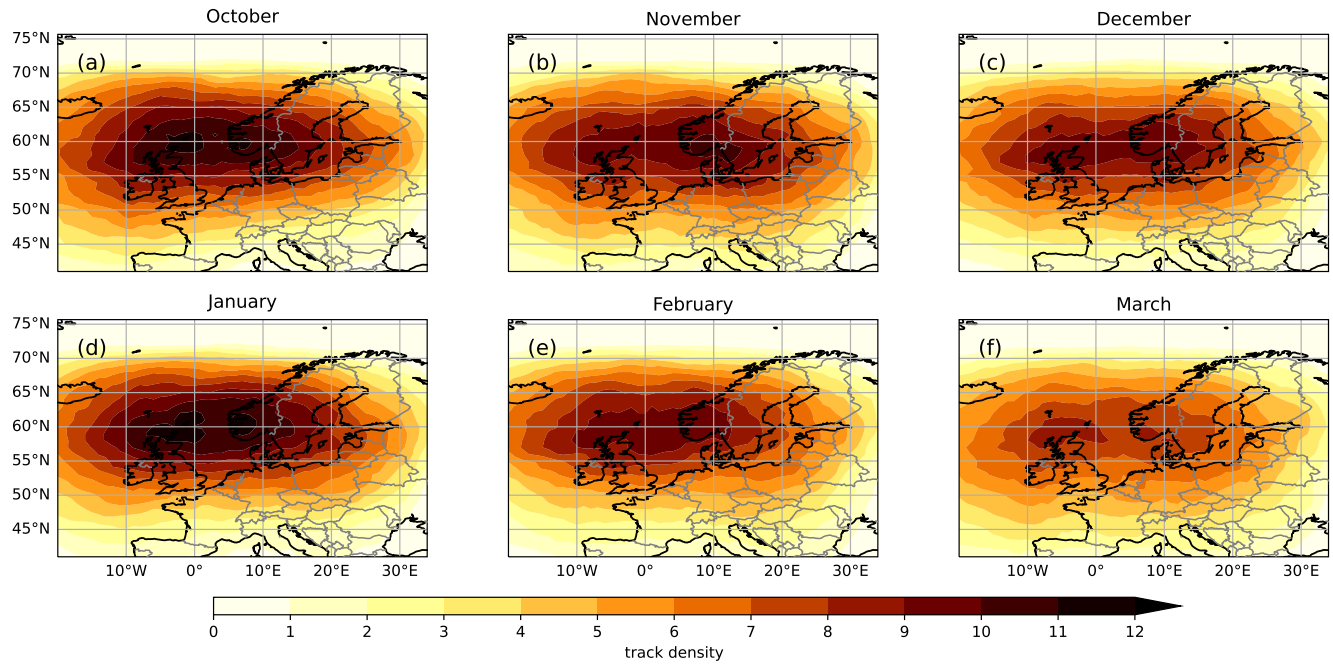 October November December
75°N
70°N
65°N
60°N
55°N
50°N
45°N
(a) (b) (c)
January February March
75°N
70°N
65°N
60°N
55°N
50°N
45°N
(d) (e) (f)
10°W 0° 10°E 20°E 30°E 10°W 0° 10°E 20°E 30°E 10°W 0° 10°E 20°E 30°E
0 1 2 3 4 5 6 7 8 9 10 11 12
track density